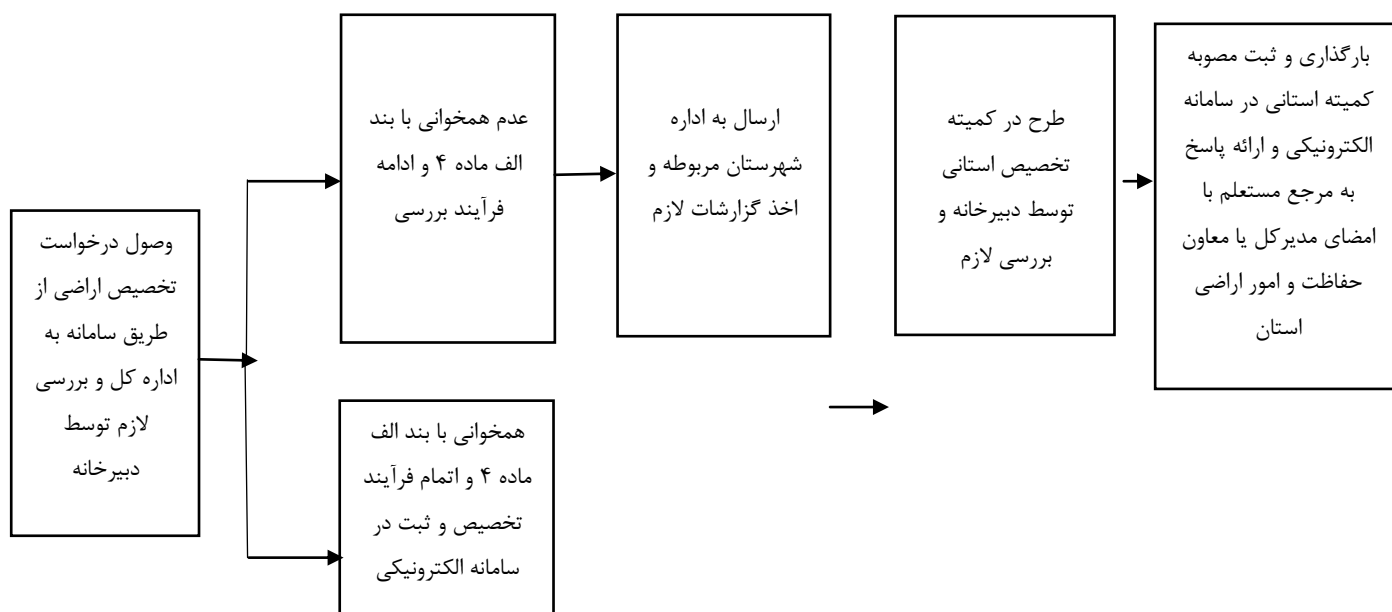 وصول درخواست
تخصیص اراضی از
طریق سامانه به
اداره کل و بررسی
لازم توسط
دبیرخانه
عدم همخوانی با بند
الف ماده ۴ و ادامه
فرآیند بررسی
ارسال به اداره
شهرستان مربوطه و
اخذ گزارشات لازم
طرح در کمیته
تخصیص استانی
توسط دبیرخانه و
بررسی لازم
بارگذاری و ثبت مصوبه
کمیته استانی در سامانه
الکترونیکی و ارائه پاسخ
به مرجع مستعلم با
امضای مدیرکل یا معاون
حفاظت و امور اراضی
استان
همخوانی با بند الف
ماده ۴ و اتمام فرآیند
تخصیص و ثبت در
سامانه الکترونیکی